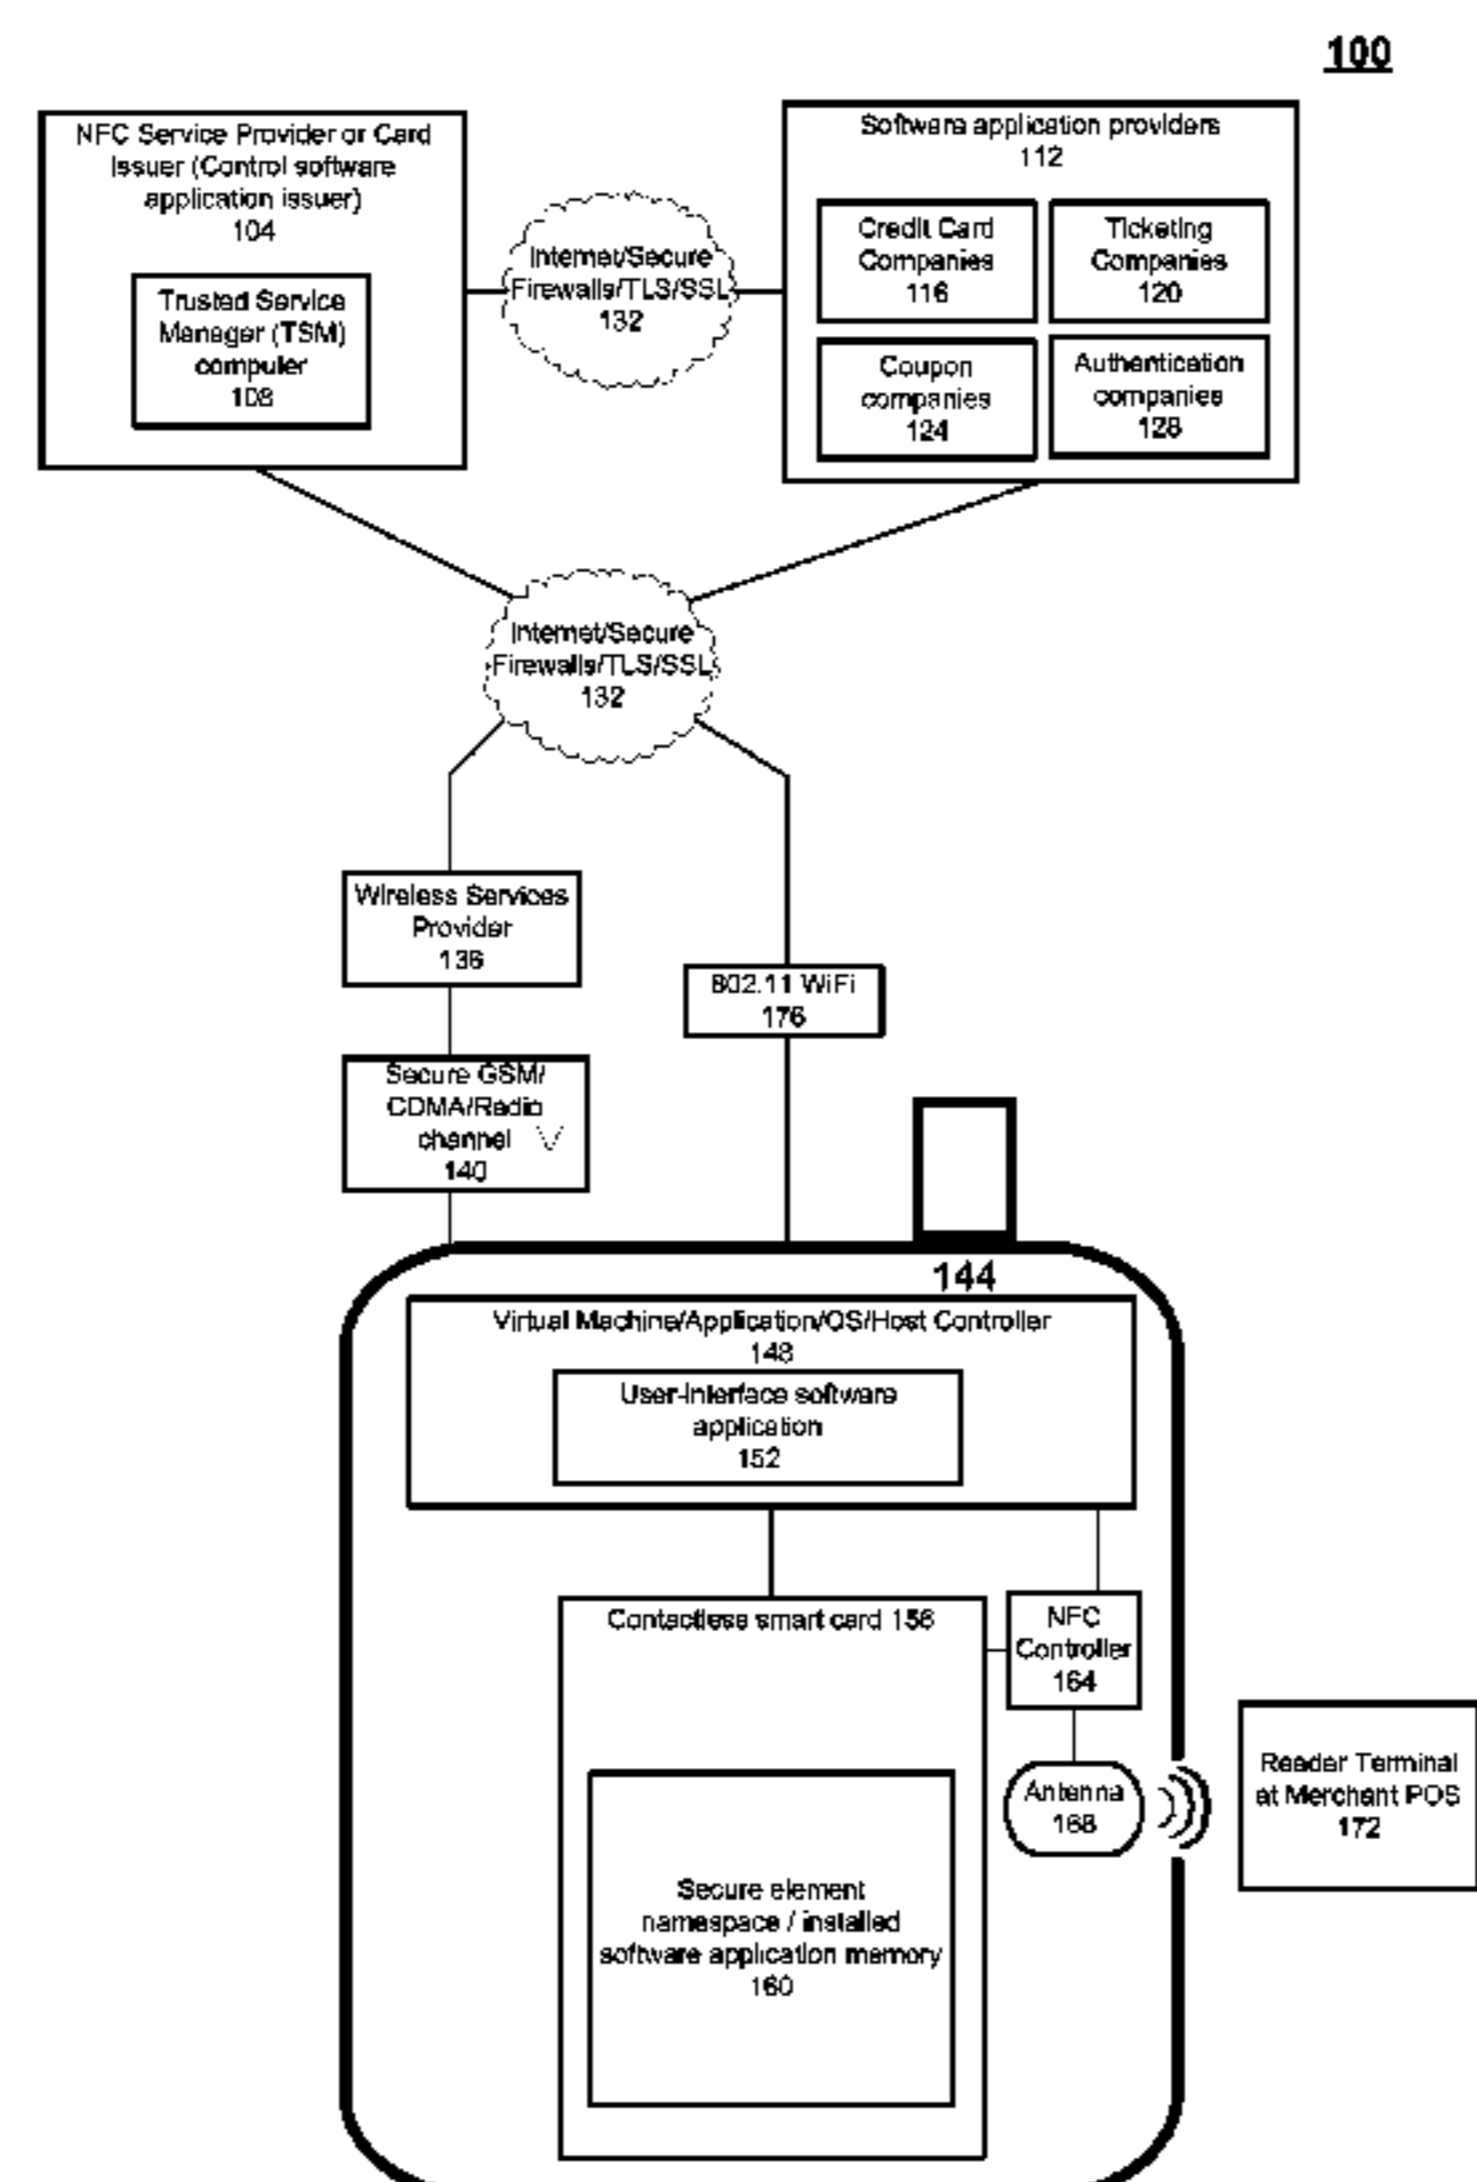 100
NFC Service Provider or Card
Issuer (Control software
application issuer)
104
Trusted Service
Manager (TSM)
computer
108
Internet/Secure
Firewalls/TLS/SSL
132
Software application providers
112
Credit Card
Companies
116
Ticketing
Companies
120
Coupon
companies
124
Authentication
companies
128
Internet/Secure
Firewalls/TLS/SSL
132
Wireless Services
Provider
136
802.11 WiFi
176
Secure GSM/
CDMA/Radio
channel
140
144
Virtual Machine/Application/OS/Host Controller
148
User-Interface software
application
152
Contactless smart card 156
NFC
Controller
164
Antenna
168
Reader Terminal
at Merchant POS
172
Secure element
namespace / installed
software application memory
160